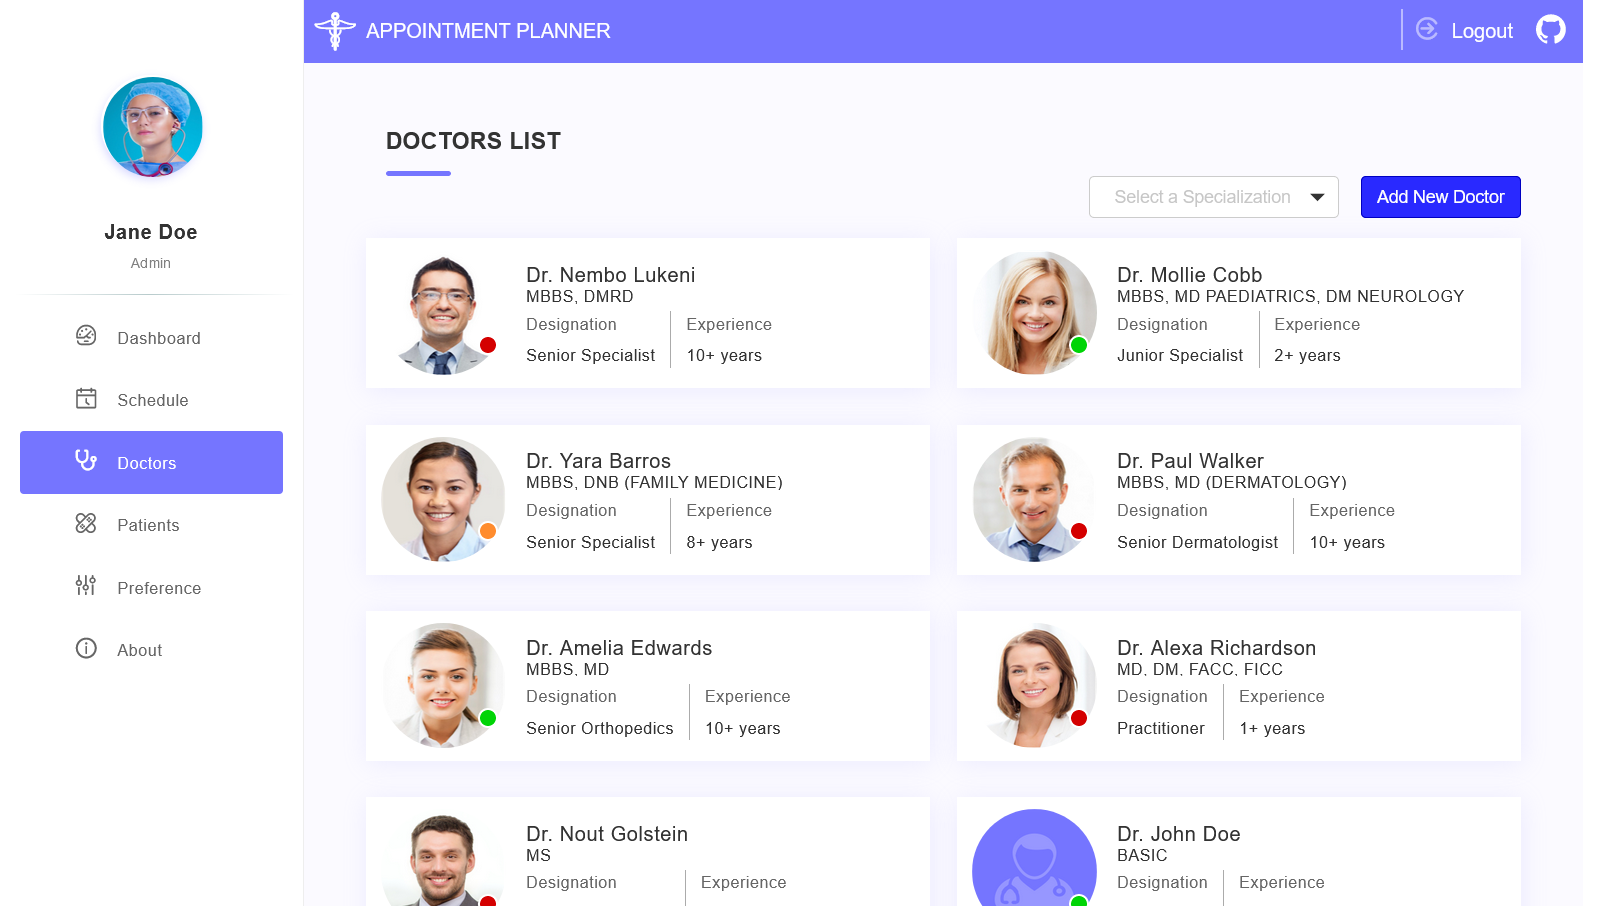 APPOINTMENT PLANNER
Logout
Jane Doe
Admin
Dashboard
Schedule
Doctors
Patients
Preference
About
DOCTORS LIST
Select a Specialization
Add New Doctor
Dr. Nembo Lukeni
MBBS, DMRD
Designation
Experience
Senior Specialist
10+ years
Dr. Mollie Cobb
MBBS, MD PAEDIATRICS, DM NEUROLOGY
Designation
Experience
Junior Specialist
2+ years
Dr. Yara Barros
MBBS, DNB (FAMILY MEDICINE)
Designation
Experience
Senior Specialist
8+ years
Dr. Paul Walker
MBBS, MD (DERMATOLOGY)
Designation
Experience
Senior Dermatologist
10+ years
Dr. Amelia Edwards
MBBS, MD
Designation
Experience
Senior Orthopedics
10+ years
Dr. Alexa Richardson
MD, DM, FACC, FICC
Designation
Experience
Practitioner
1+ years
Dr. Nout Golstein
MS
Designation
Experience
Dr. John Doe
BASIC
Designation
Experience